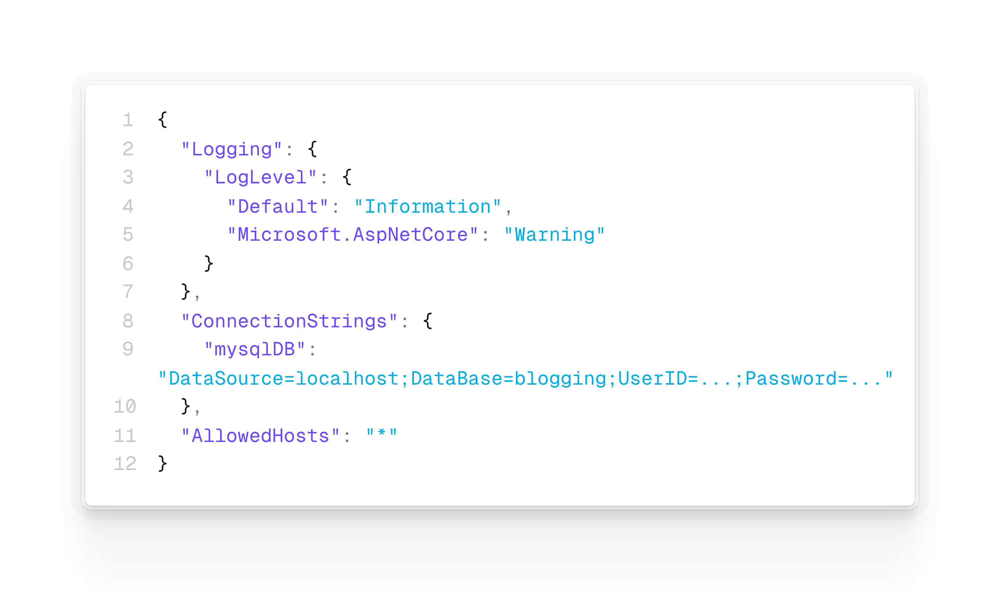 1 {
2   "Logging": {
3     "LogLevel": {
4       "Default": "Information",
5       "Microsoft.AspNetCore": "Warning"
6     }
7   },
8   "ConnectionStrings": {
9     "mysqlDB":
"DataSource=localhost;DataBase=blogging;UserID=...;Password=..."
10   },
11   "AllowedHosts": "*"
12 }